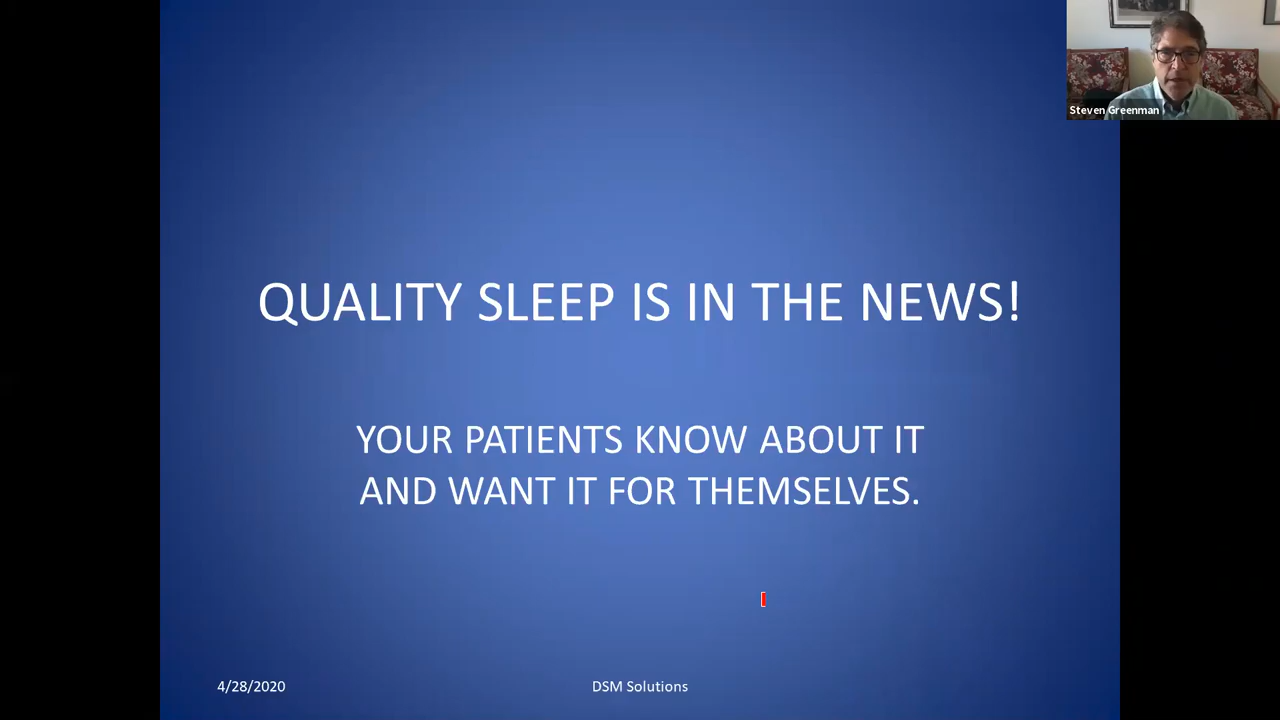 Steven Greenman
QUALITY SLEEP IS IN THE NEWS!
YOUR PATIENTS KNOW ABOUT IT
AND WANT IT FOR THEMSELVES.
4/28/2020
DSM Solutions